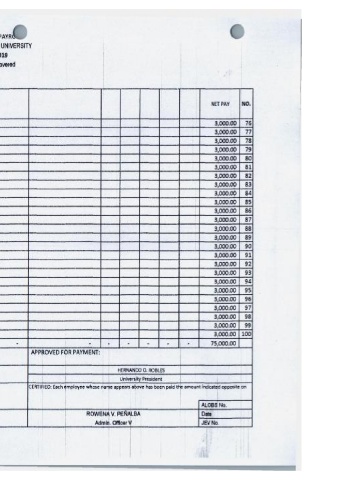 PAYRO
UNIVERSITY
overed
NET PAY NO.
3,000.00 76
3,000.00 77
3,000.00 78
3,000.00 79
3,000.00 80
3,000.00 81
3,000.00 82
3,000.00 83
3,000.00 84
3,000.00 85
3,000.00 86
3,000.00 87
3,000.00 88
3,000.00 89
3,000.00 90
3,000.00 91
3,000.00 92
3,000.00 93
3,000.00 94
3,000.00 95
3,000.00 96
3,000.00 97
3,000.00 98
3,000.00 99
3,000.00 100
- - - - - - - 75,000.00
APPROVED FOR PAYMENT:
HERNANDO D. ROBLES
University President
CERTIFIED: Each employee whose name appears above has been paid the amount indicated opposite on
ALOBS No.
ROWENA V. PEÑALBA Date
Admin. Officer V JEV No.